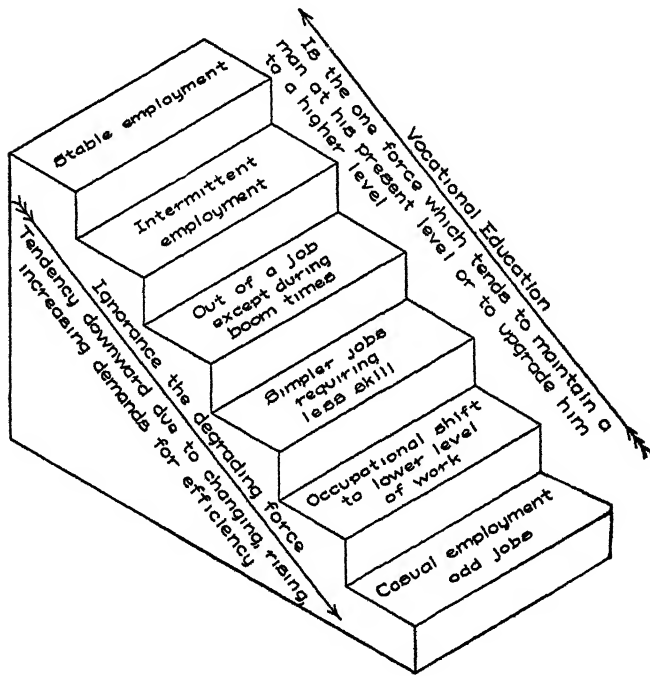 Stable employment
Intermittent
employment
Out of a job
except during
boom times
Simpler jobs
requiring
less skill
Occupational shift
to lower level
of work
Casual employment
odd jobs
Vocational Education
Is the one force which tends to maintain a
man at his present level or to upgrade him
to a higher level
Ignorance the degrading force
Tendency downward due to changing, rising,
increasing demands for efficiency